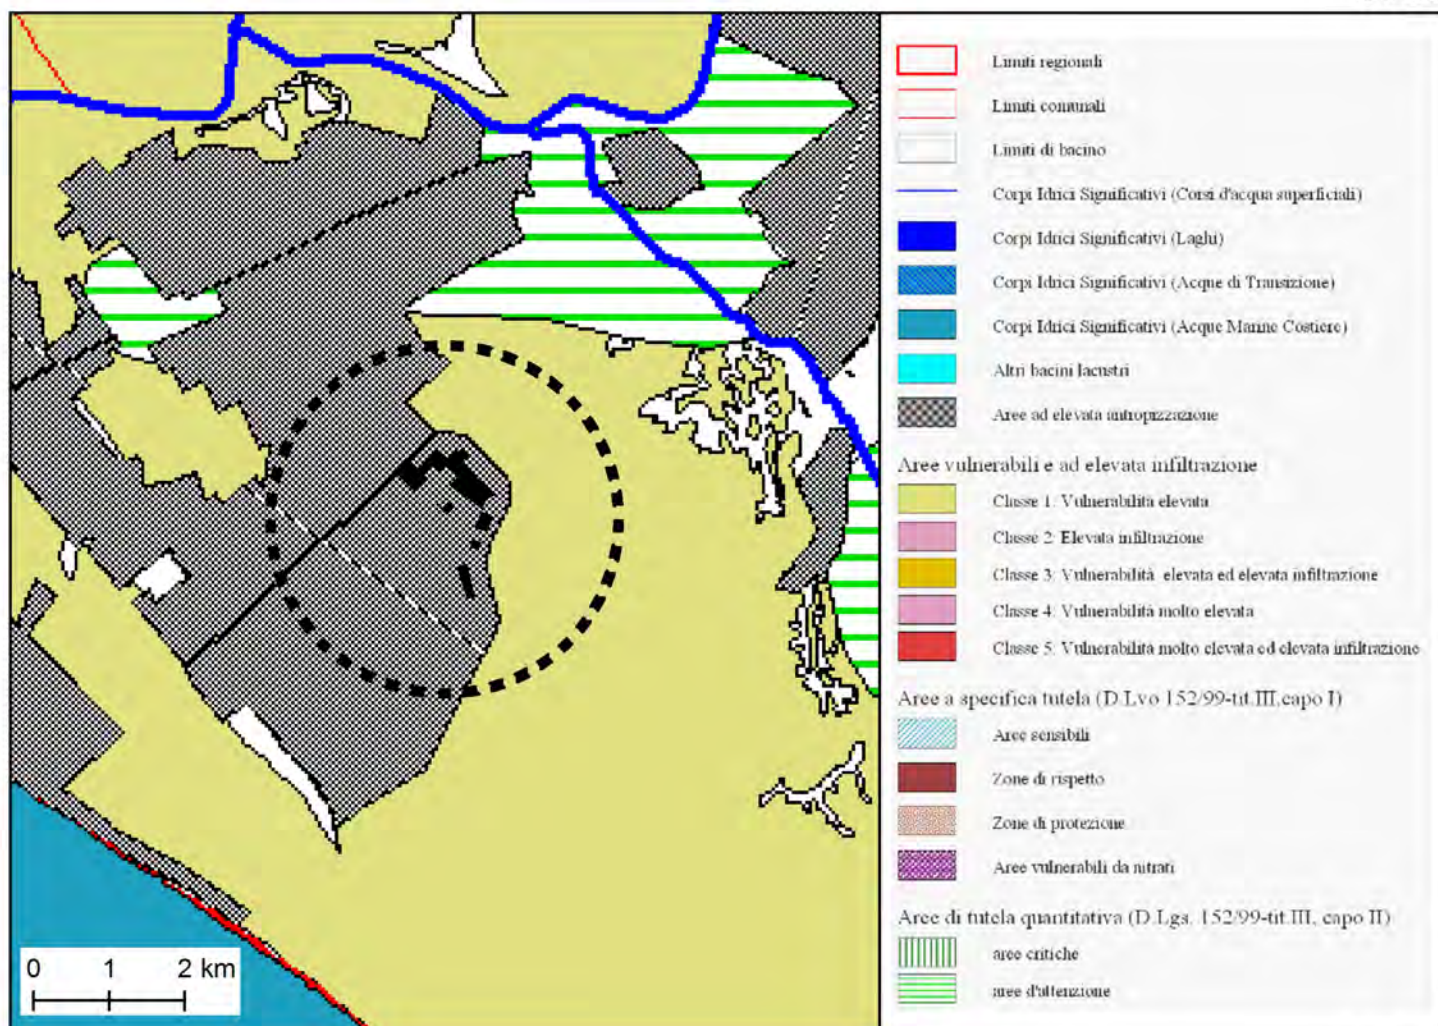 Limiti regionali
Limiti comunali
Limiti di bacino
Corpi Idrici Significativi (Corsi d'acqua superficiali)
Corpi Idrici Significativi (Laghi)
Corpi Idrici Significativi (Acque di Transizione)
Corpi Idrici Significativi (Acque Marine Costiere)
Altri bacini lacustri
Aree ad elevata antropizzazione
Aree vulnerabili e ad elevata infiltrazione
Classe 1: Vulnerabilità elevata
Classe 2: Elevata infiltrazione
Classe 3: Vulnerabilità elevata ed elevata infiltrazione
Classe 4: Vulnerabilità molto elevata
Classe 5: Vulnerabilità molto elevata ed elevata infiltrazione
Aree a specifica tutela (D.Lvo 152/99-tit.III,capo I)
Aree sensibili
Zone di rispetto
Zone di protezione
Aree vulnerabili da nitrati
Aree di tutela quantitativa (D.Lgs. 152/99-tit.III, capo II)
aree critiche
aree d'attenzione
0 1 2 km